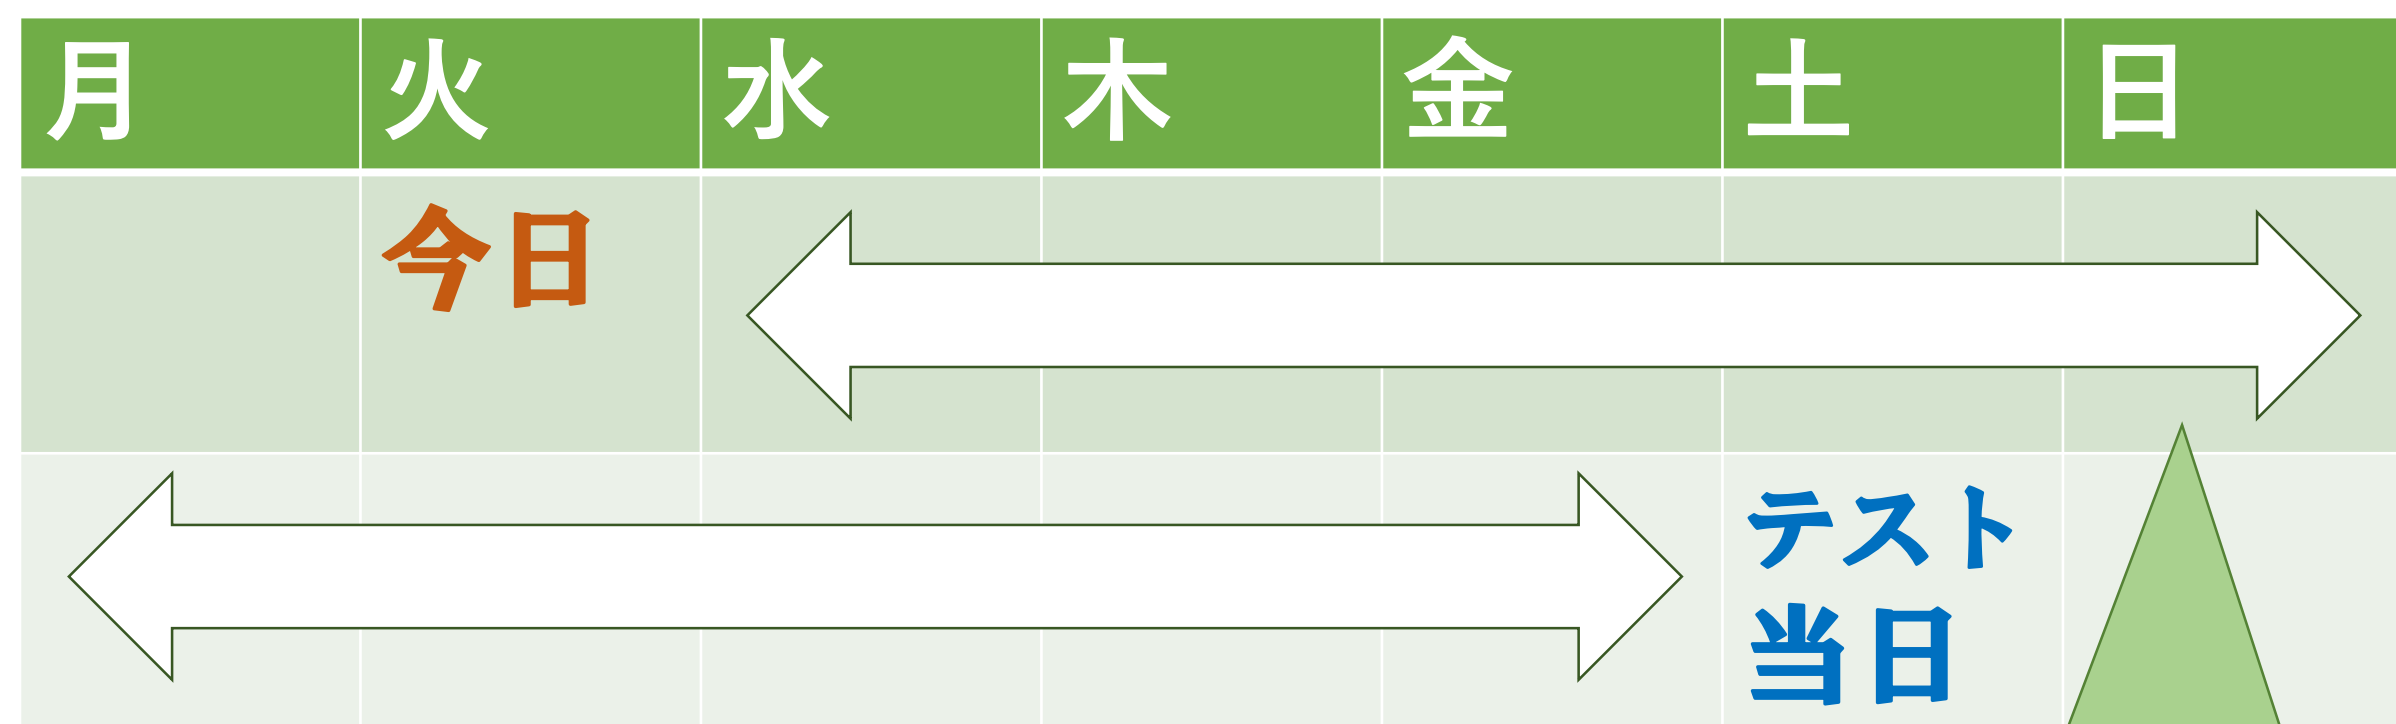 月 火 水 木 金 土 日
今日
テスト
当日